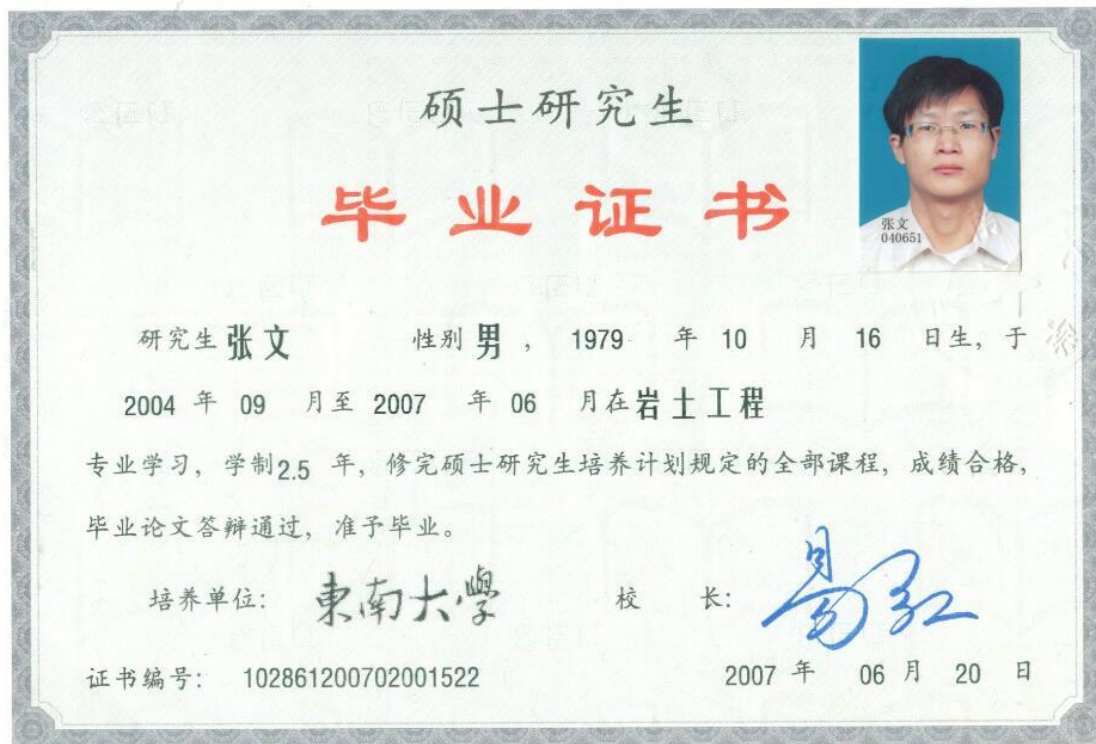 硕士研究生
毕业证书
张文
040651
研究生 张文 性别 男 ， 1979 年 10 月 16 日生，于
2004 年 09 月至 2007 年 06 月在 岩土工程
专业学习，学制2.5 年，修完硕士研究生培养计划规定的全部课程，成绩合格，
毕业论文答辩通过，准予毕业。
培养单位： 東南大學 校 长： 易红
证书编号： 102861200702001522 2007 年 06 月 20 日